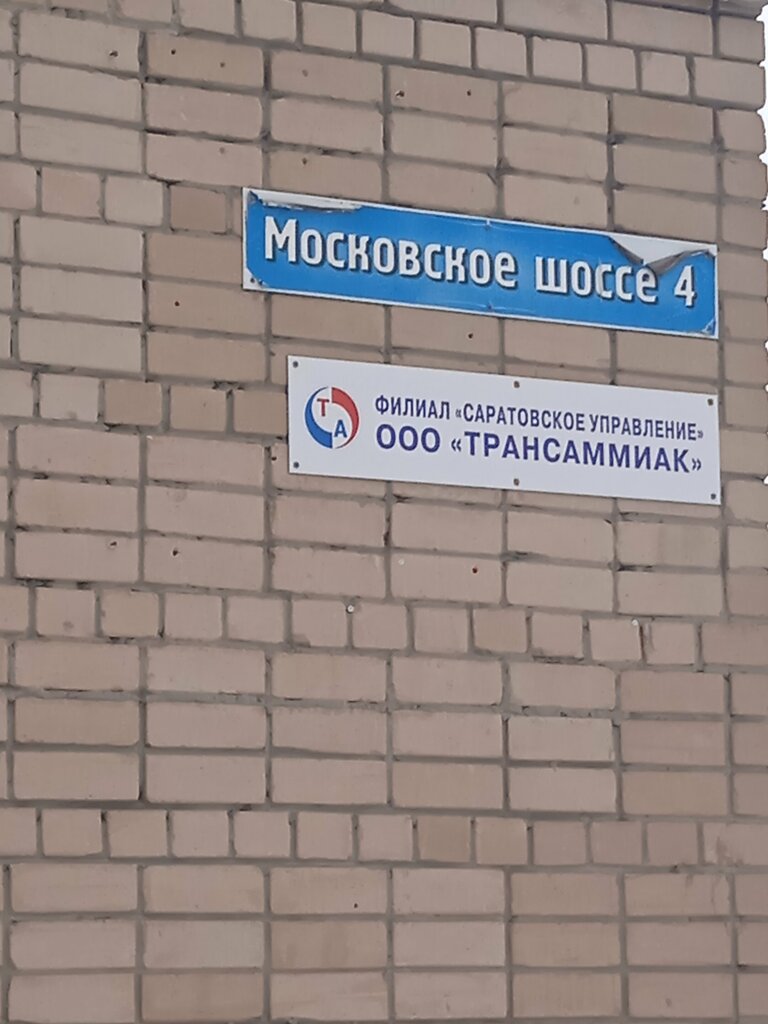 Московское шоссе 4
ТА
ФИЛИАЛ «САРАТОВСКОЕ УПРАВЛЕНИЕ»
ООО «ТРАНСАММИАК»